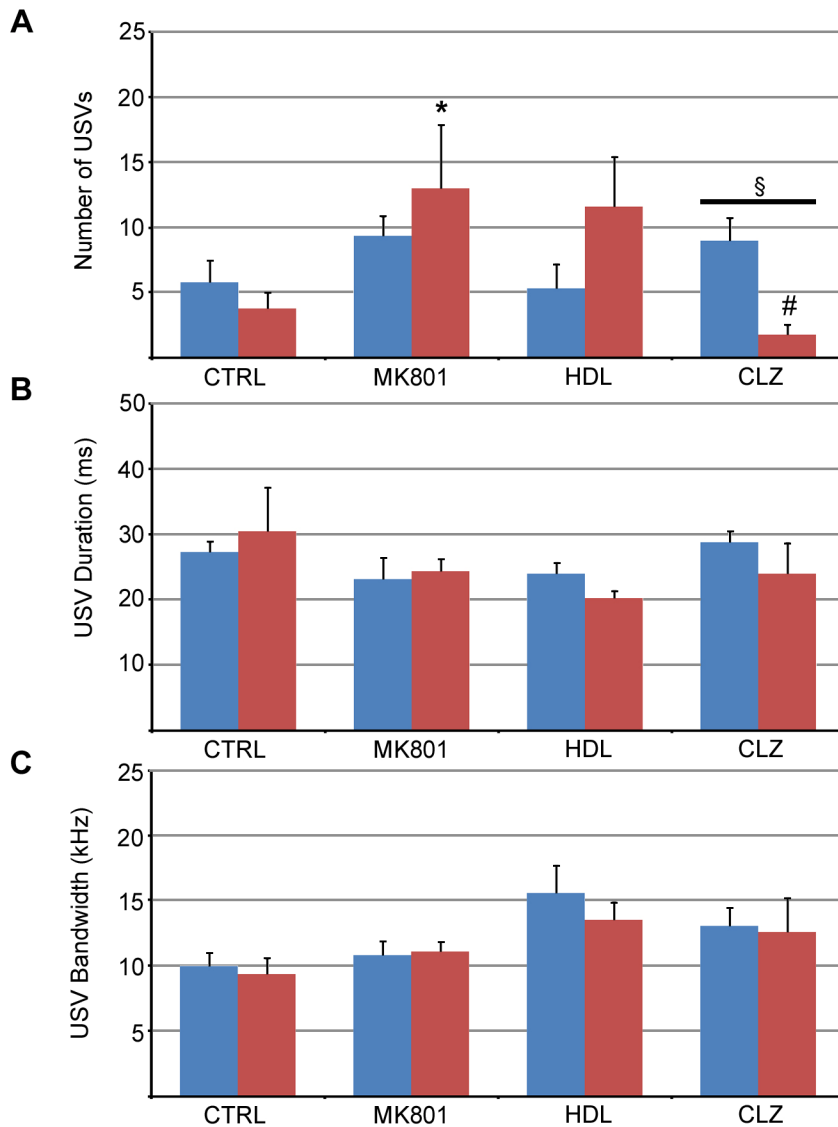 A
Number of USVs
25
20
15
10
5
*
§
#
CTRL MK801 HDL CLZ
B
USV Duration (ms)
50
40
30
20
10
CTRL MK801 HDL CLZ
C
USV Bandwidth (kHz)
25
20
15
10
5
CTRL MK801 HDL CLZ